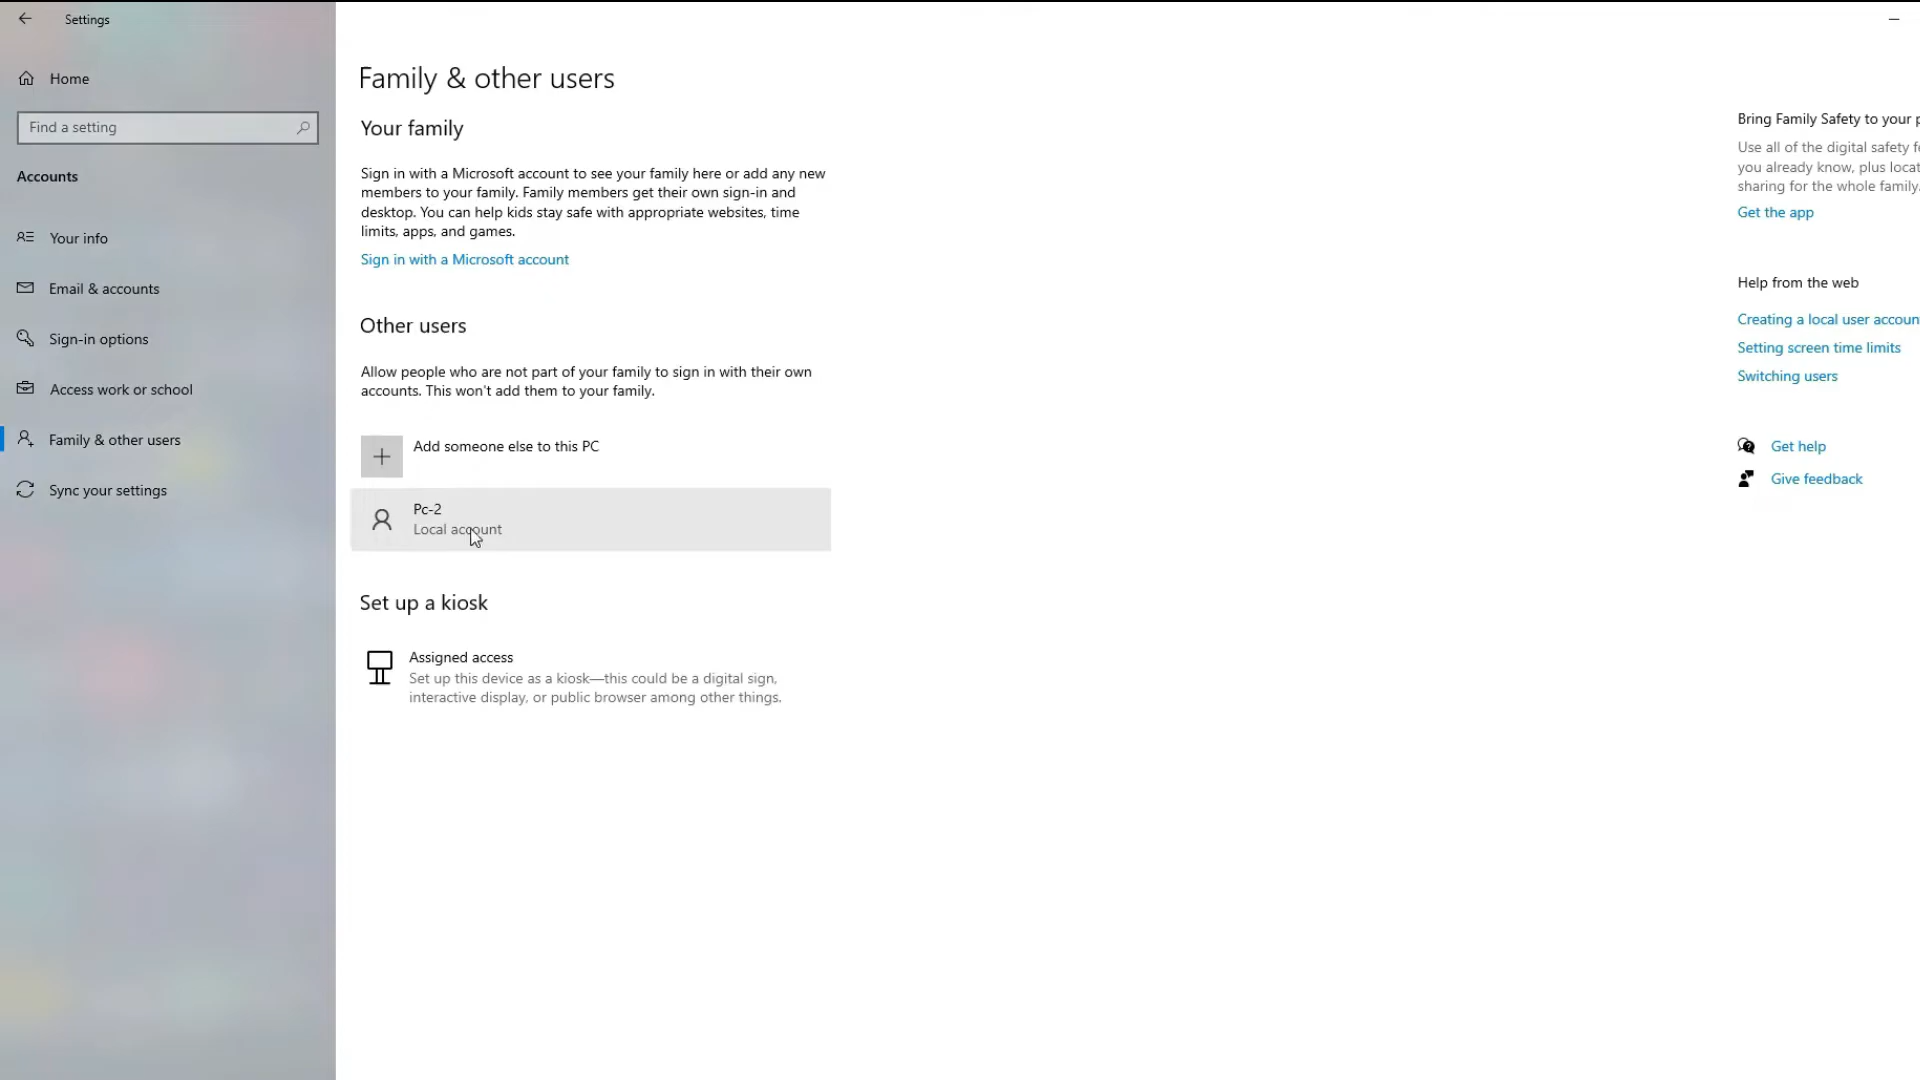 Settings
Home
Find a setting
Accounts
Your info
Email & accounts
Sign-in options
Access work or school
Family & other users
Sync your settings
Family & other users
Your family
Sign in with a Microsoft account to see your family here or add any new
members to your family. Family members get their own sign-in and
desktop. You can help kids stay safe with appropriate websites, time
limits, apps, and games.
Sign in with a Microsoft account
Other users
Allow people who are not part of your family to sign in with their own
accounts. This won't add them to your family.
Add someone else to this PC
Pc-2
Local account
Set up a kiosk
Assigned access
Set up this device as a kiosk—this could be a digital sign,
interactive display, or public browser among other things.
Bring Family Safety to your
Use all of the digital safety
you already know, plus
sharing for the whole family.
Get the app
Help from the web
Creating a local user
Setting screen time limits
Switching users
Get help
Give feedback